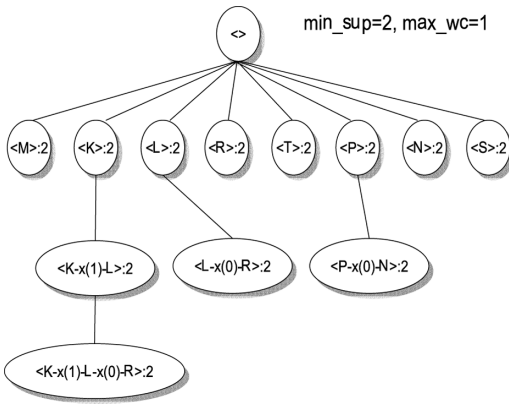 <>
min_sup=2, max_wc=1
<M>:2 <K>:2 <L>:2 <R>:2 <T>:2 <P>:2 <N>:2 <S>:2
<K-x(1)-L>:2 <L-x(0)-R>:2 <P-x(0)-N>:2
<K-x(1)-L-x(0)-R>:2